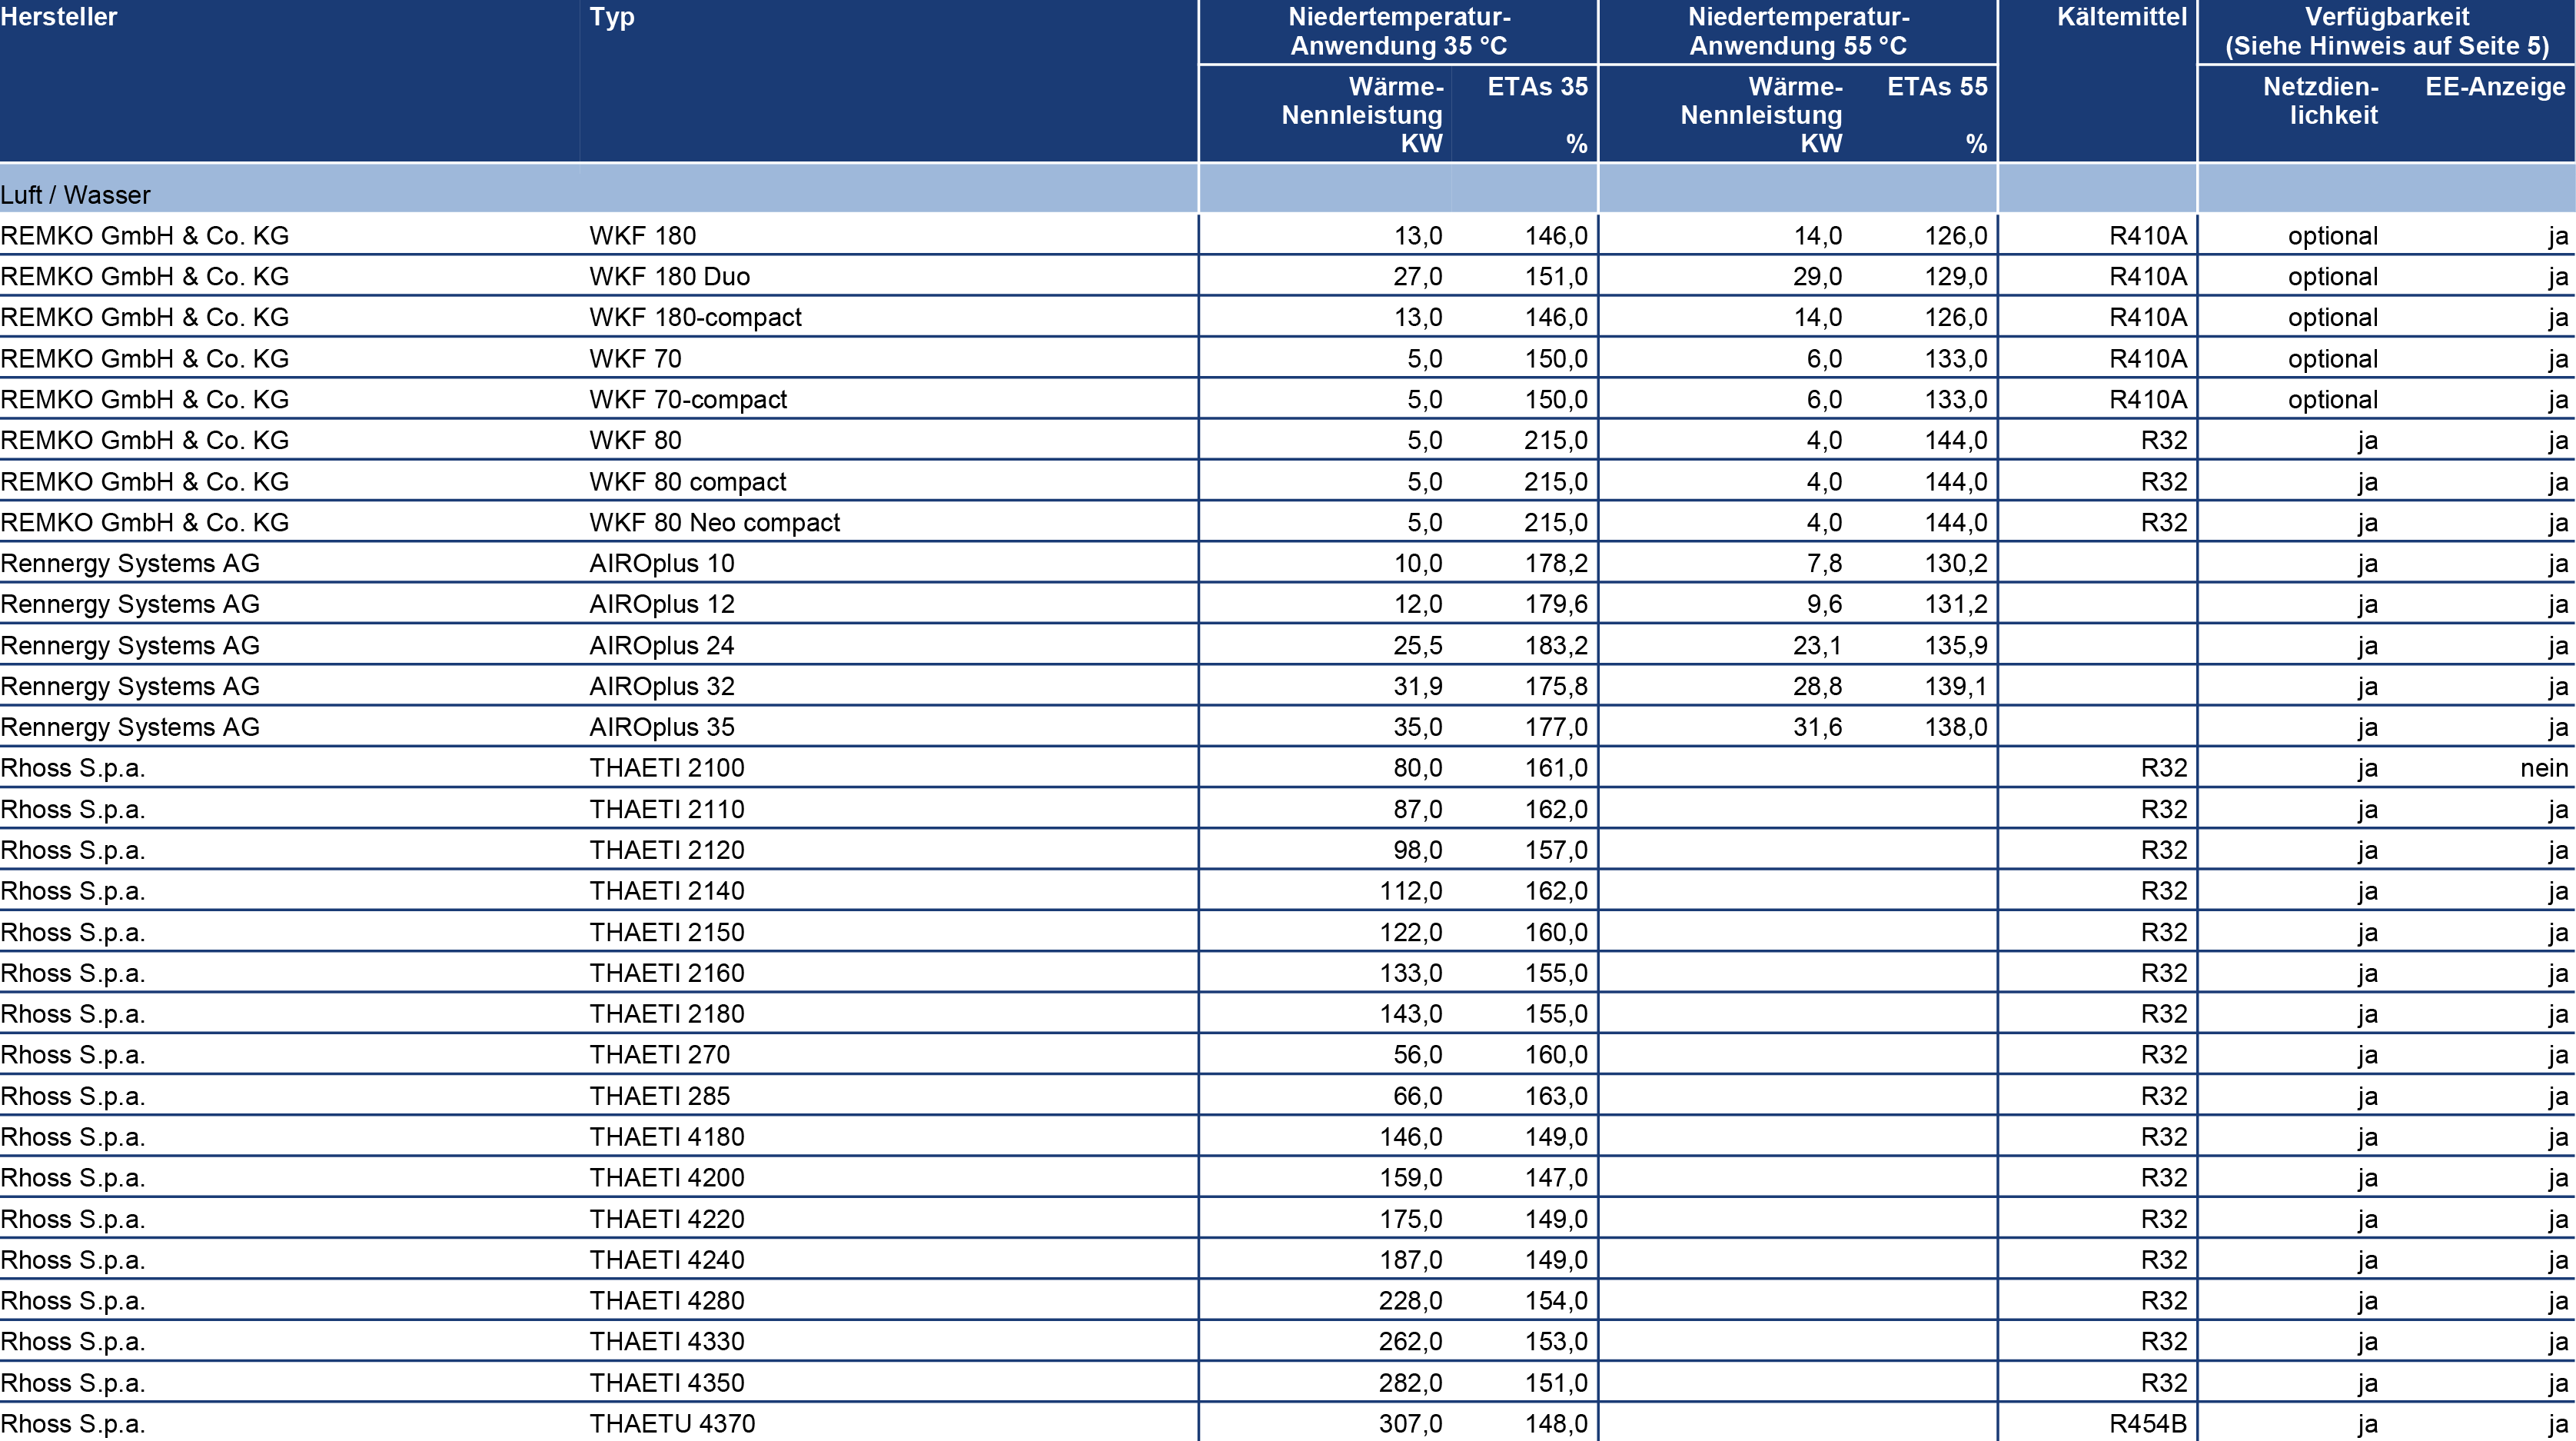 Hersteller Typ Niedertemperatur- Niedertemperatur- Kältemittel Verfügbarkeit
Anwendung 35 °C Anwendung 55 °C (Siehe Hinweis auf Seite 5)
Wärme- ETAs 35 Wärme- ETAs 55 Netzdien- EE-Anzeige
Nennleistung Nennleistung lichkeit
KW % KW %
Luft / Wasser
REMKO GmbH & Co. KG WKF 180 13,0 146,0 14,0 126,0 R410A optional ja
REMKO GmbH & Co. KG WKF 180 Duo 27,0 151,0 29,0 129,0 R410A optional ja
REMKO GmbH & Co. KG WKF 180-compact 13,0 146,0 14,0 126,0 R410A optional ja
REMKO GmbH & Co. KG WKF 70 5,0 150,0 6,0 133,0 R410A optional ja
REMKO GmbH & Co. KG WKF 70-compact 5,0 150,0 6,0 133,0 R410A optional ja
REMKO GmbH & Co. KG WKF 80 5,0 215,0 4,0 144,0 R32 ja ja
REMKO GmbH & Co. KG WKF 80 compact 5,0 215,0 4,0 144,0 R32 ja ja
REMKO GmbH & Co. KG WKF 80 Neo compact 5,0 215,0 4,0 144,0 R32 ja ja
Rennergy Systems AG AIROplus 10 10,0 178,2 7,8 130,2 ja ja
Rennergy Systems AG AIROplus 12 12,0 179,6 9,6 131,2 ja ja
Rennergy Systems AG AIROplus 24 25,5 183,2 23,1 135,9 ja ja
Rennergy Systems AG AIROplus 32 31,9 175,8 28,8 139,1 ja ja
Rennergy Systems AG AIROplus 35 35,0 177,0 31,6 138,0 ja ja
Rhoss S.p.a. THAETI 2100 80,0 161,0 R32 ja nein
Rhoss S.p.a. THAETI 2110 87,0 162,0 R32 ja ja
Rhoss S.p.a. THAETI 2120 98,0 157,0 R32 ja ja
Rhoss S.p.a. THAETI 2140 112,0 162,0 R32 ja ja
Rhoss S.p.a. THAETI 2150 122,0 160,0 R32 ja ja
Rhoss S.p.a. THAETI 2160 133,0 155,0 R32 ja ja
Rhoss S.p.a. THAETI 2180 143,0 155,0 R32 ja ja
Rhoss S.p.a. THAETI 270 56,0 160,0 R32 ja ja
Rhoss S.p.a. THAETI 285 66,0 163,0 R32 ja ja
Rhoss S.p.a. THAETI 4180 146,0 149,0 R32 ja ja
Rhoss S.p.a. THAETI 4200 159,0 147,0 R32 ja ja
Rhoss S.p.a. THAETI 4220 175,0 149,0 R32 ja ja
Rhoss S.p.a. THAETI 4240 187,0 149,0 R32 ja ja
Rhoss S.p.a. THAETI 4280 228,0 154,0 R32 ja ja
Rhoss S.p.a. THAETI 4330 262,0 153,0 R32 ja ja
Rhoss S.p.a. THAETI 4350 282,0 151,0 R32 ja ja
Rhoss S.p.a. THAETU 4370 307,0 148,0 R454B ja ja